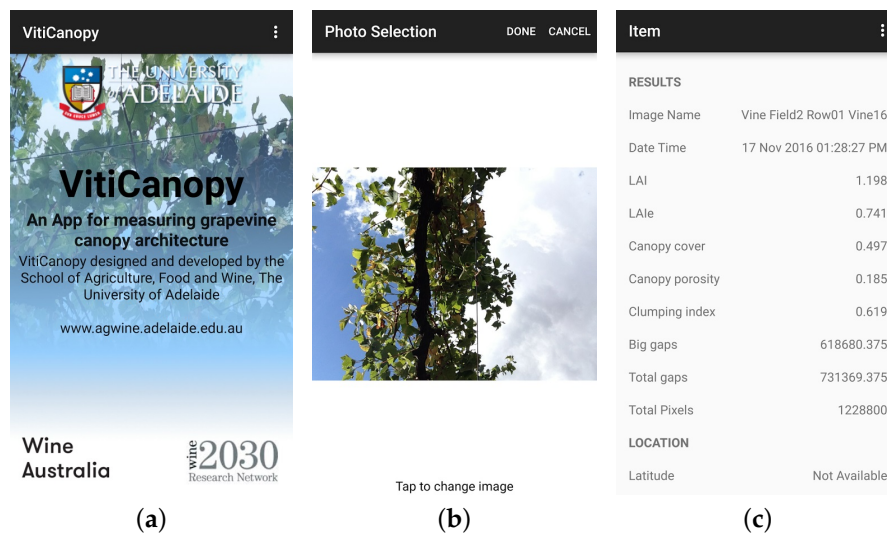 VitiCanopy
THE UNIVERSITY
of ADELAIDE
VitiCanopy
An App for measuring grapevine
canopy architecture
VitiCanopy designed and developed by the
School of Agriculture, Food and Wine, The
University of Adelaide
www.agwine.adelaide.edu.au
Wine
Australia
wine2030
Research Network
(a)
Photo Selection DONE CANCEL
Tap to change image
(b)
Item
RESULTS
Image Name Vine Field2 Row01 Vine16
Date Time 17 Nov 2016 01:28:27 PM
LAI 1.198
LAIe 0.741
Canopy cover 0.497
Canopy porosity 0.185
Clumping index 0.619
Big gaps 618680.375
Total gaps 731369.375
Total Pixels 1228800
LOCATION
Latitude Not Available
(c)